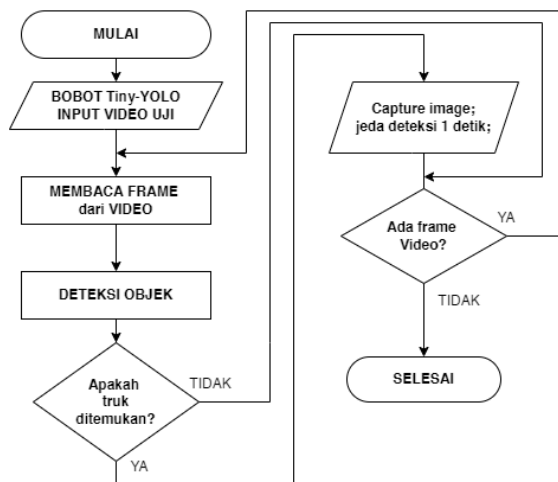 MULAI
BOBOT Tiny-YOLO
INPUT VIDEO UJI
MEMBACA FRAME
dari VIDEO
DETEKSI OBJEK
Apakah
truk
ditemukan?
TIDAK
YA
Capture image;
jeda deteksi 1 detik;
Ada frame
Video?
YA
TIDAK
SELESAI